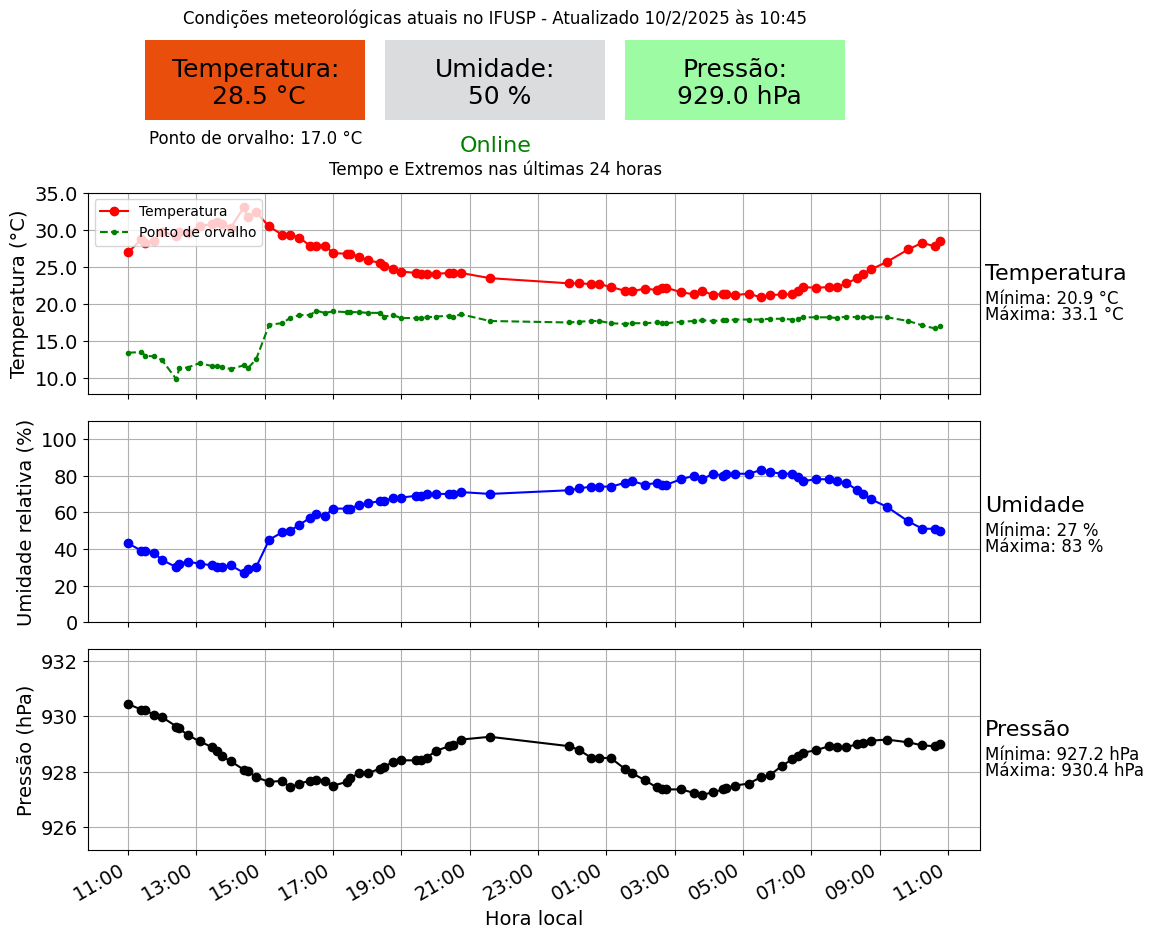 Condições meteorológicas atuais no IFUSP - Atualizado 10/2/2025 às 10:45
Temperatura:
28.5 °C
Umidade:
50 %
Pressão:
929.0 hPa
Ponto de orvalho: 17.0 °C
Online
Tempo e Extremos nas últimas 24 horas
Temperatura (°C)
35.0
30.0
25.0
20.0
15.0
10.0
Temperatura
Ponto de orvalho
Temperatura
Mínima: 20.9 °C
Máxima: 33.1 °C
Umidade relativa (%)
100
80
60
40
20
0
Umidade
Mínima: 27 %
Máxima: 83 %
Pressão (hPa)
932
930
928
926
Pressão
Mínima: 927.2 hPa
Máxima: 930.4 hPa
11:00
13:00
15:00
17:00
19:00
21:00
23:00
01:00
03:00
05:00
07:00
09:00
11:00
Hora local